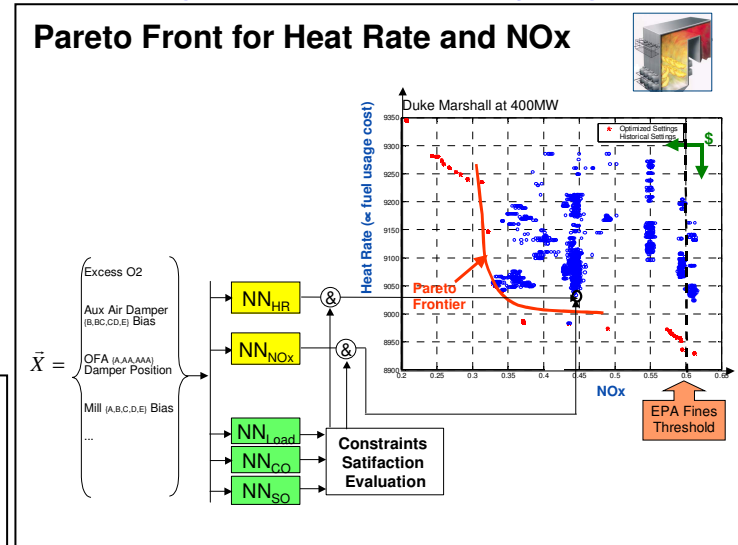 Pareto Front for Heat Rate and NOx
Duke Marshall at 400MW
Heat Rate (∝ fuel usage cost)
9350
9300
9250
9200
9150
9100
9050
9000
8950
8900
Optimized Settings
Historical Settings
$
Pareto
Frontier
0.2 0.25 0.3 0.35 0.4 0.45 0.5 0.55 0.6 0.65
NOx
EPA Fines
Threshold
X =
Excess O2
Aux Air Damper
{B,BC,CD,E} Bias
OFA {A,AA,AAA}
Damper Position
Mill {A,B,C,D,E} Bias
...
NNHR
&
NNNOx
&
NNLoad
NNCO
NNSO
Constraints
Satifaction
Evaluation